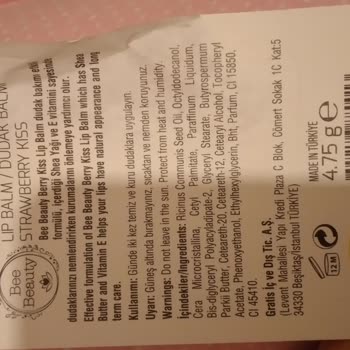 LIP BALM / DUDAK BALMI
STRAWBERRY KISS
Bee Beauty
Bee Beauty Berry Kiss Lip Balm dudak bakımı etkili
formülü, içerdiği Shea Yağı ve E vitamini sayesinde
dudaklarınızı nemlendirirken kurumalarını önlemeye yardımcı olur.
Effective formulation of Bee Beauty Berry Kiss Lip Balm which has Shea
Butter and Vitamin E helps your lips have natural appearance and long
term care.
Kullanımı: Günde iki kez temiz ve kuru dudaklara uygulayın.
Uyarı: Güneş altında bırakmayınız, sıcaktan ve nemden koruyunuz.
Warnings: Do not leave in the sun. Protect from heat and humidity.
İçindekiler/Ingredients: Ricinus Communis Seed Oil, Octyldodecanol,
Cera Microcristallina, Cetyl Palmitate, Paraffinum Liquidum,
Bis-diglyceryl Polyacyladipate-2, Glyceryl Stearate, Butyrospermum
Parkii Butter, Ceteareth-20, Ceteareth-12, Cetearyl Alcohol, Tocopheryl
Acetate, Phenoxyethanol, Ethylhexylglycerin, Bht, Parfum, CI 15850,
CI 45410.
Gratis İç ve Dış Tic. A.Ş.
(Levent Mahallesi Yapı Kredi Plaza C Blok, Cömert Sokak 1C Kat:5
34330 Beşiktaş/İstanbul TÜRKİYE)
12M
MADE IN TÜRKİYE
4,75 g e